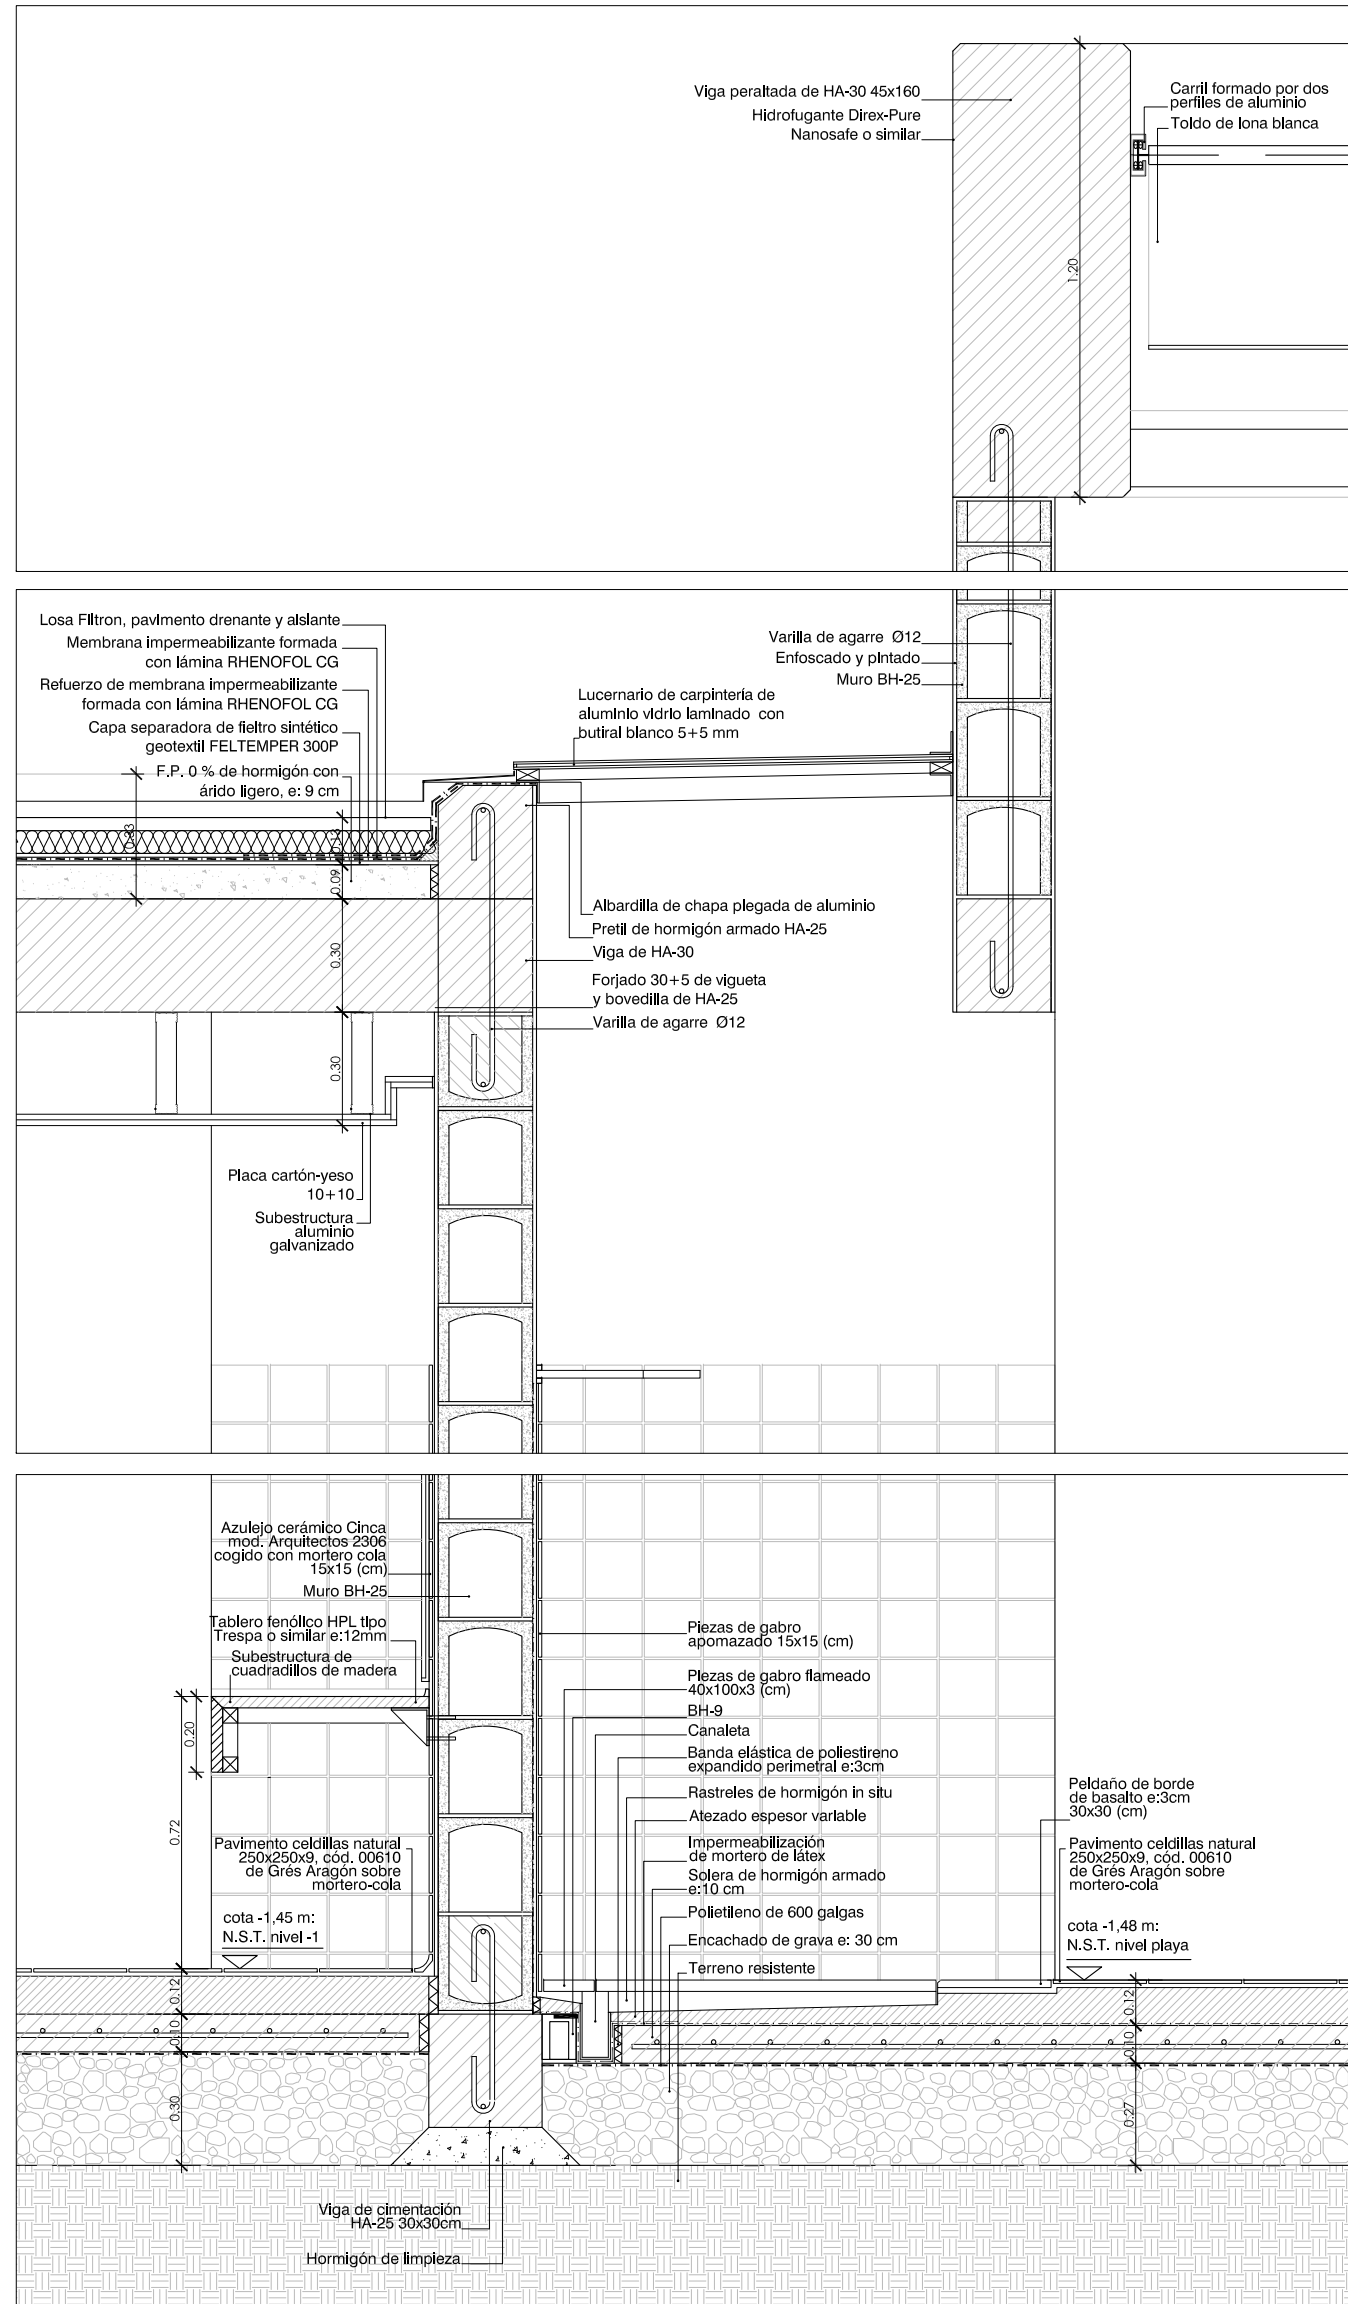 Viga peraltada de HA-30 45x160
Hidrofugante Direx-Pure
Nanosafe o similar
Carril formado por dos
perfiles de aluminio
Toldo de lona blanca
1.20
Losa Filtron, pavimento drenante y aislante
Membrana impermeabilizante formada
con lámina RHENOFOL CG
Refuerzo de membrana impermeabilizante
formada con lámina RHENOFOL CG
Capa separadora de fieltro sintético
geotextil FELTEMPER 300P
F.P. 0 % de hormigón con
árido ligero, e: 9 cm
Lucernario de carpintería de
aluminio vidrio laminado con
butiral blanco 5+5 mm
Varilla de agarre Ø12
Enfoscado y pintado
Muro BH-25
0.33
0.13
0.09
0.30
0.30
Albardilla de chapa plegada de aluminio
Pretil de hormigón armado HA-25
Viga de HA-30
Forjado 30+5 de vigueta
y bovedilla de HA-25
Varilla de agarre Ø12
Placa cartón-yeso
10+10
Subestructura
aluminio
galvanizado
Azulejo cerámico Cinca
mod. Arquitectos 2306
cogido con mortero cola
15x15 (cm)
Muro BH-25
Tablero fenólico HPL tipo
Trespa o similar e:12mm
Subestructura de
cuadradillos de madera
0.20
0.72
Pavimento celdillas natural
250x250x9, cód. 00610
de Grés Aragón sobre
mortero-cola
cota -1,45 m:
N.S.T. nivel -1
0.12
0.10
0.30
Piezas de gabro
apomazado 15x15 (cm)
Piezas de gabro flameado
40x100x3 (cm)
BH-9
Canaleta
Banda elástica de poliestireno
expandido perimetral e:3cm
Rastreles de hormigón in situ
Atezado espesor variable
Impermeabilización
de mortero de látex
Solera de hormigón armado
e:10 cm
Polietileno de 600 galgas
Encachado de grava e: 30 cm
Terreno resistente
Peldaño de borde
de basalto e:3cm
30x30 (cm)
Pavimento celdillas natural
250x250x9, cód. 00610
de Grés Aragón sobre
mortero-cola
cota -1,48 m:
N.S.T. nivel playa
0.12
0.10
0.27
Viga de cimentación
HA-25 30x30cm
Hormigón de limpieza